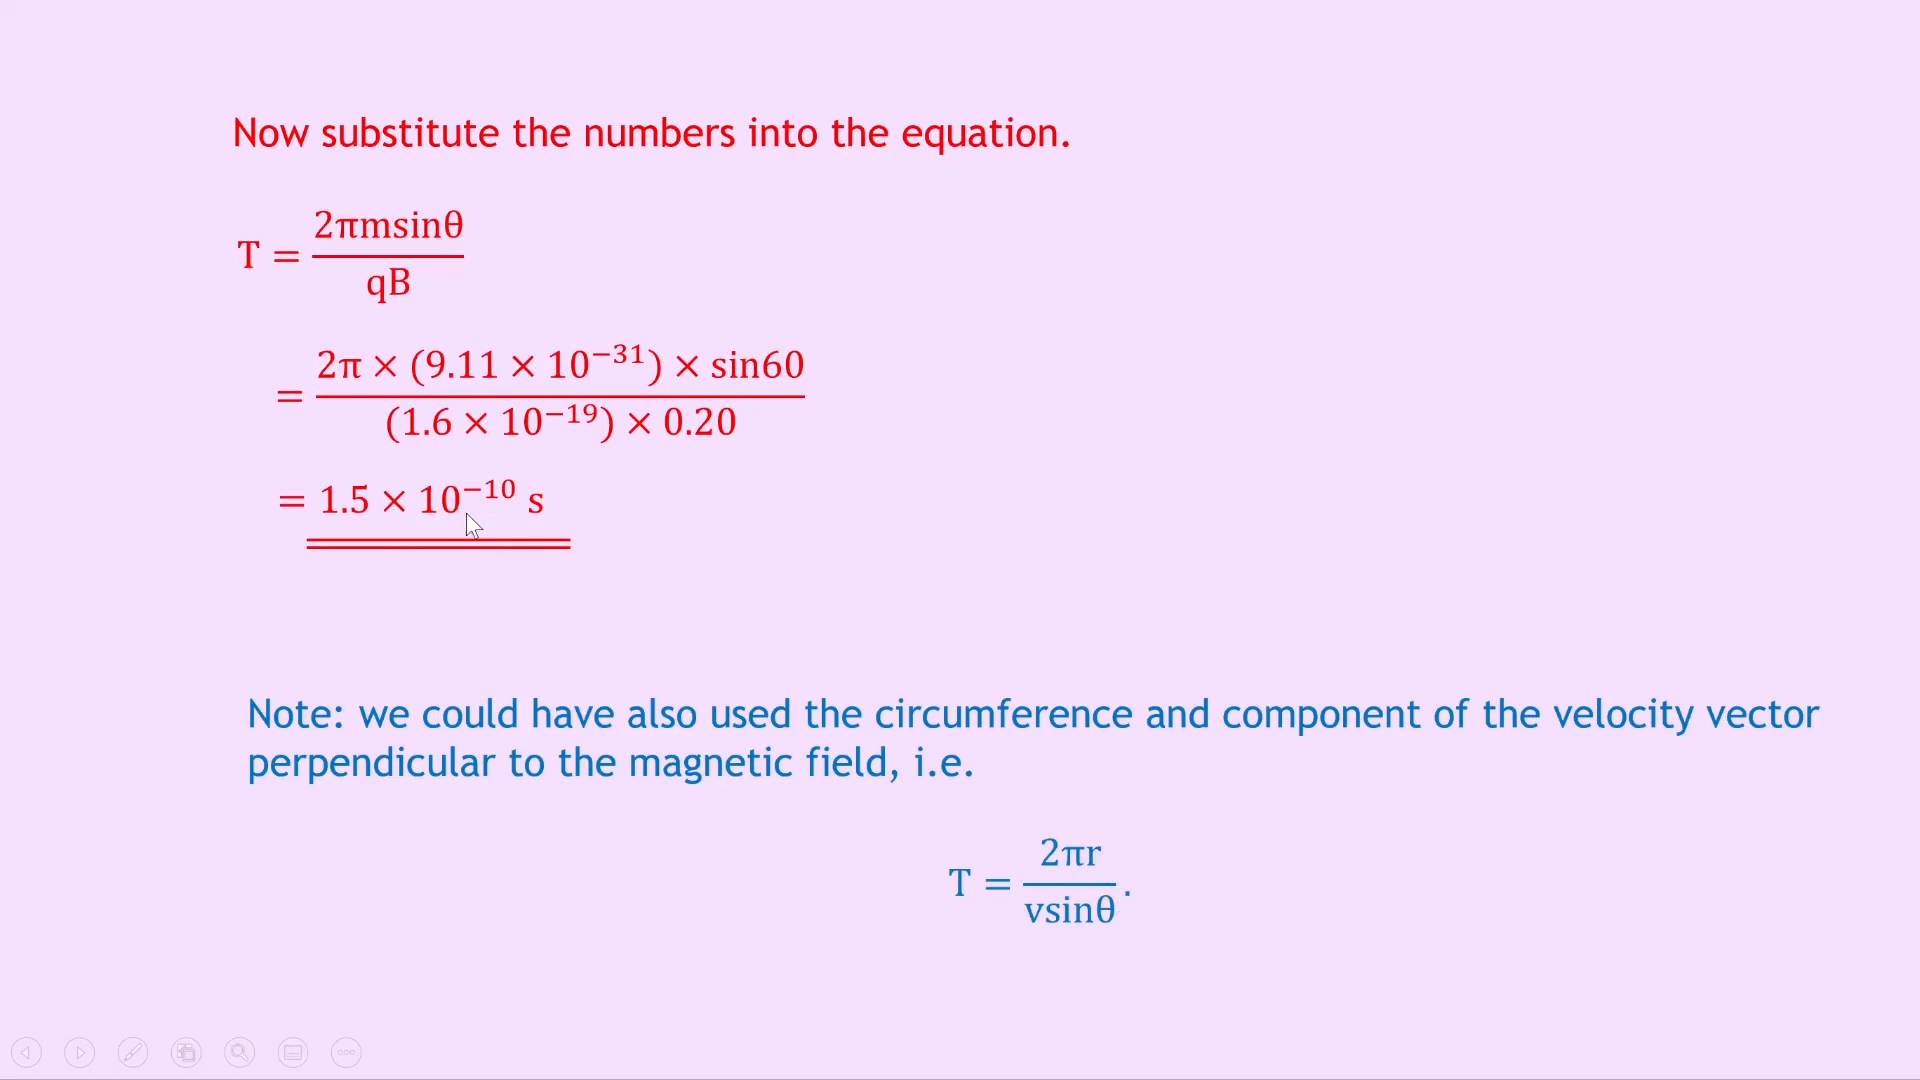 Now substitute the numbers into the equation.
T = 2πmsinθ / qB
= 2π × (9.11 × 10⁻³¹) × sin60 / (1.6 × 10⁻¹⁹) × 0.20
= 1.5 × 10⁻¹⁰ s
Note: we could have also used the circumference and component of the velocity vector
perpendicular to the magnetic field, i.e.
T = 2πr / vsinθ .